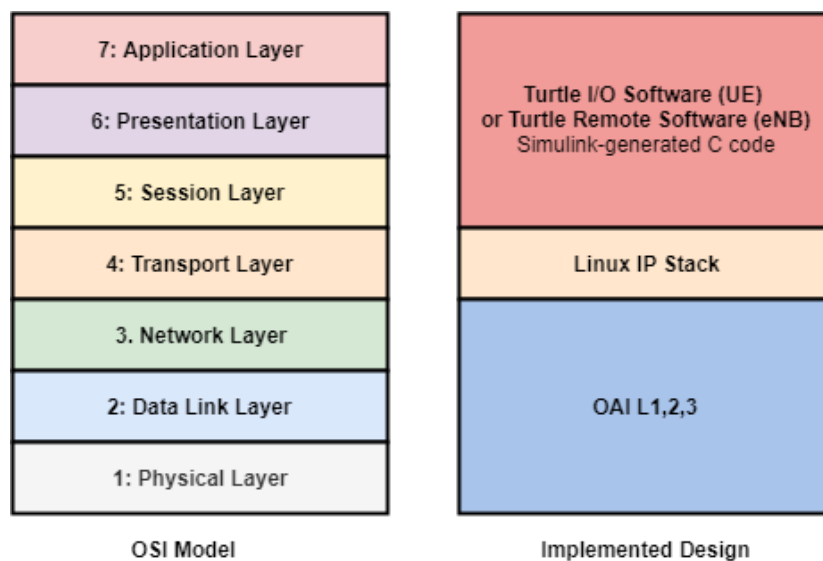 7: Application Layer
6: Presentation Layer
5: Session Layer
4: Transport Layer
3. Network Layer
2: Data Link Layer
1: Physical Layer
OSI Model
Turtle I/O Software (UE)
or Turtle Remote Software (eNB)
Simulink-generated C code
Linux IP Stack
OAI L1,2,3
Implemented Design